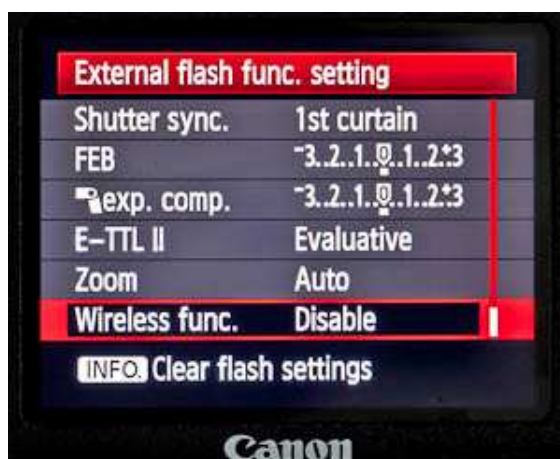 External flash func. setting
Shutter sync. 1st curtain
FEB -3..2..1..0..1..2..+3
exp. comp. -3..2..1..0..1..2..+3
E-TTL II Evaluative
Zoom Auto
Wireless func. Disable
INFO. Clear flash settings
Canon